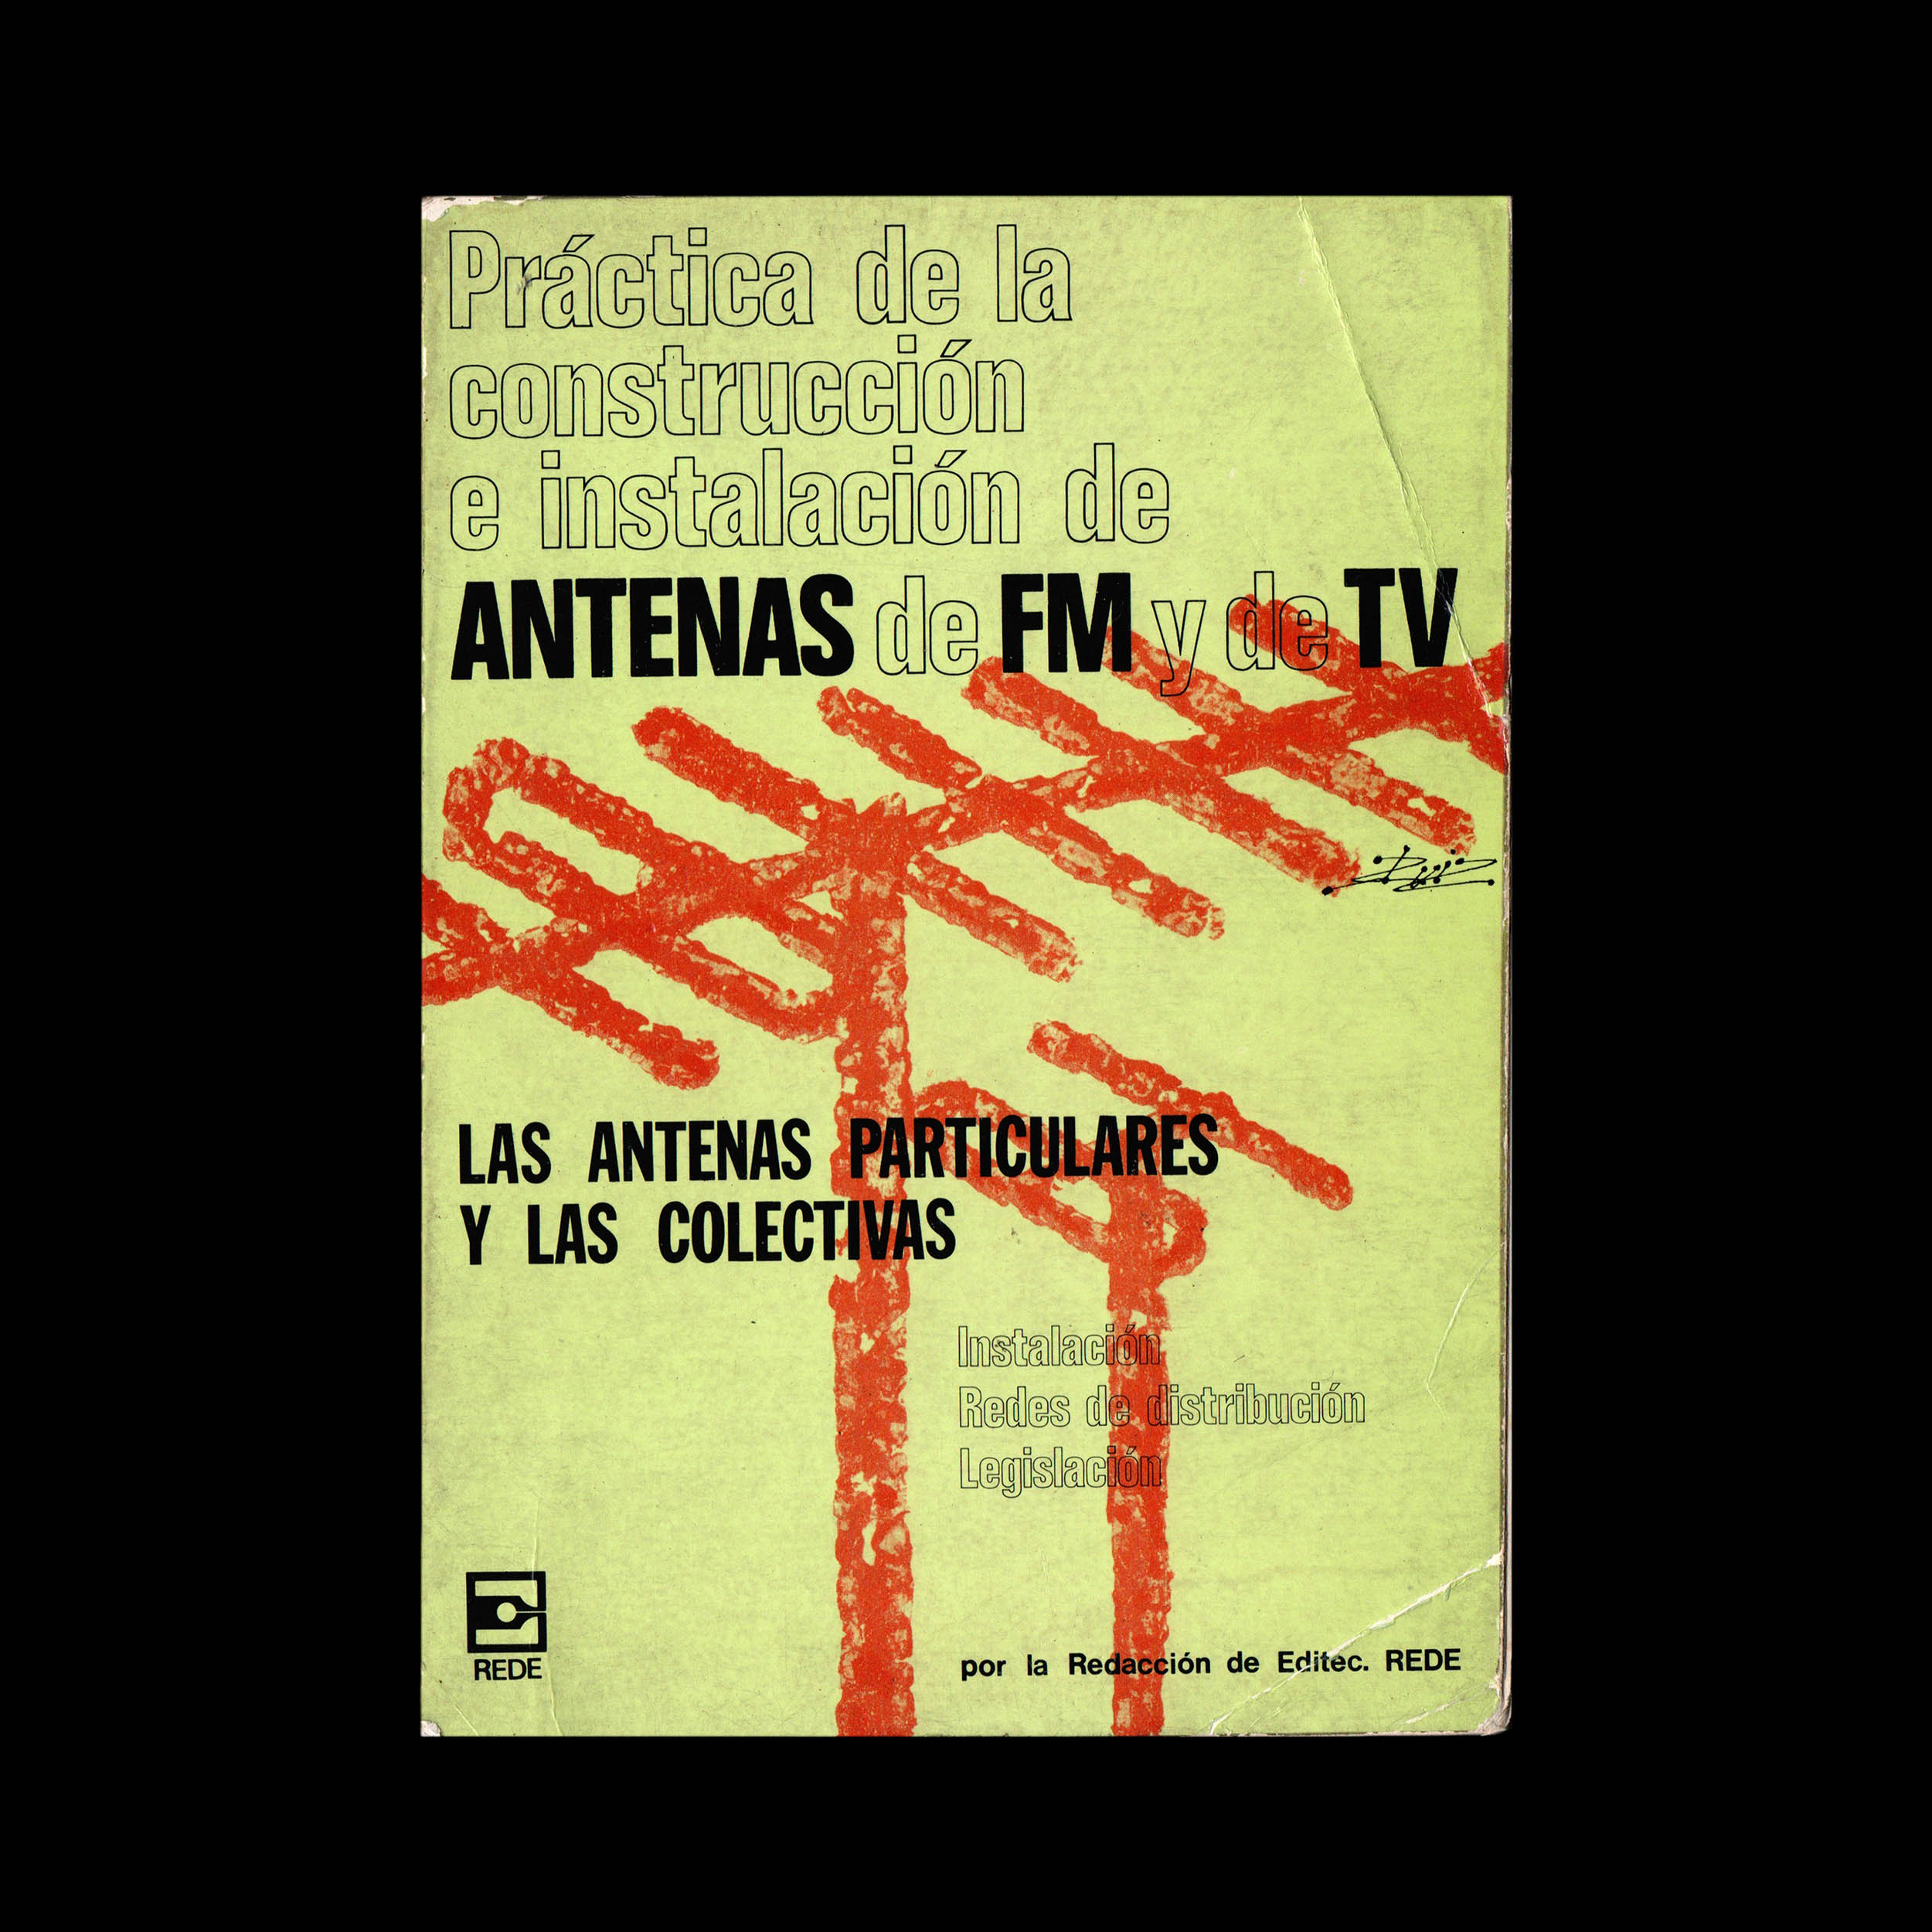 Práctica de la
construcción
e instalación de
ANTENAS de FM y de TV
LAS ANTENAS PARTICULARES
Y LAS COLECTIVAS
Instalación
Redes de distribución
Legislación
REDE
por la Redacción de Editec. REDE